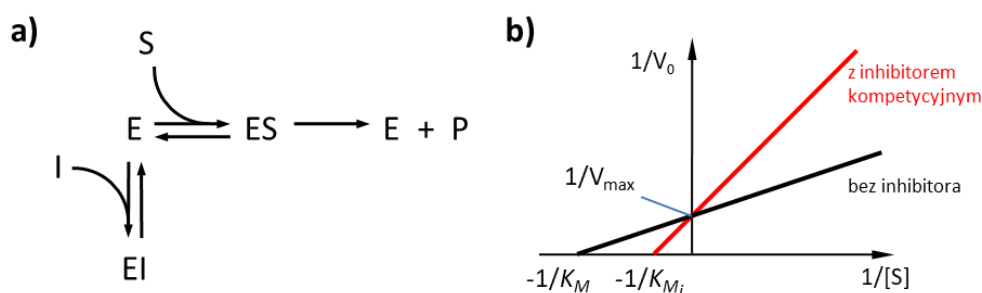 a)
S
E ES E + P
I
EI
b)
1/V₀
z inhibitorem
kompetycyjnym
1/Vmax
bez inhibitora
-1/KM -1/KMi 1/[S]